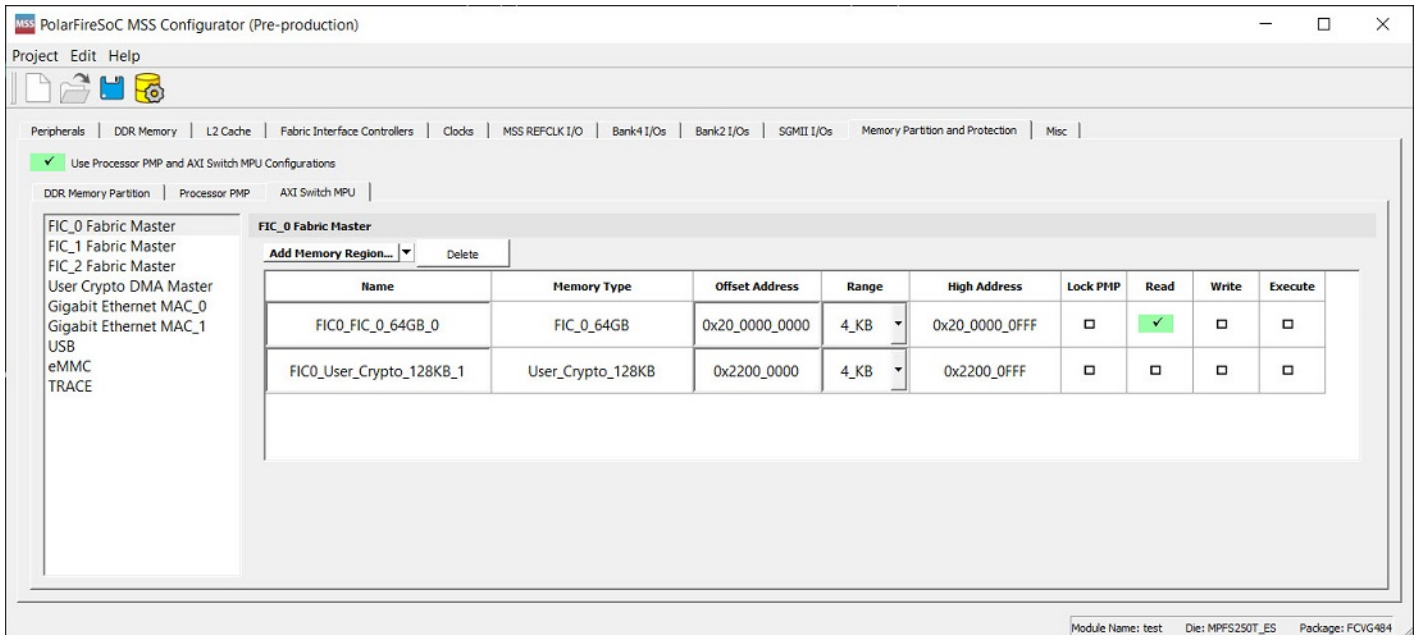 MSS PolarFireSoC MSS Configurator (Pre-production)
Project Edit Help
Peripherals DDR Memory L2 Cache Fabric Interface Controllers Clocks MSS REFCLK I/O Bank4 I/Os Bank2 I/Os SGMII I/Os Memory Partition and Protection Misc
Use Processor PMP and AXI Switch MPU Configurations
DDR Memory Partition Processor PMP AXI Switch MPU
FIC_0 Fabric Master
FIC_1 Fabric Master
FIC_2 Fabric Master
User Crypto DMA Master
Gigabit Ethernet MAC_0
Gigabit Ethernet MAC_1
USB
eMMC
TRACE
FIC_0 Fabric Master
Add Memory Region... Delete
Name Memory Type Offset Address Range High Address Lock PMP Read Write Execute
FIC0_FIC_0_64GB_0 FIC_0_64GB 0x20_0000_0000 4_KB 0x20_0000_0FFF
FIC0_User_Crypto_128KB_1 User_Crypto_128KB 0x2200_0000 4_KB 0x2200_0FFF
Module Name: test Die: MPFS250T_ES Package: FCVG484